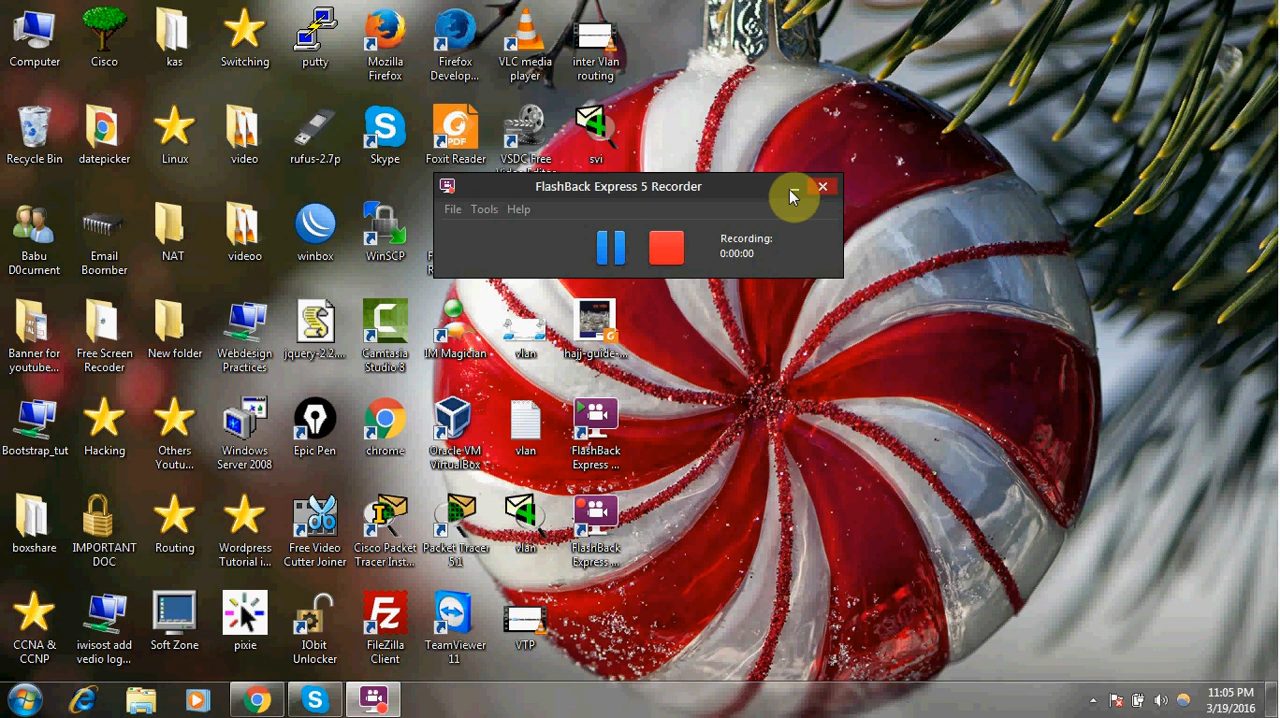 Computer
Cisco
kas
Switching
putty
Mozilla
Firefox
Firefox
Develop...
VLC media
player
inter Vlan
routing
Recycle Bin
datepicker
Linux
video
rufus-2.7p
Skype
Foxit Reader
VSDC Free
svi
PDF
FlashBack Express 5 Recorder
File Tools Help
Recording:
0:00:00
Babu
D0cument
Email
Boomber
NAT
videoo
winbox
WinSCP
Banner for
youtube...
Free Screen
Recoder
New folder
Webdesign
Practices
jquery-2.2....
Camtasia
Studio 8
IM Magician
vlan
hajj-guide-...
Bootstrap_tut
Hacking
Others
Youtu...
Windows
Server 2008
Epic Pen
chrome
Oracle VM
VirtualBox
vlan
FlashBack
Express ...
boxshare
IMPORTANT
DOC
Routing
Wordpress
Tutorial i...
Free Video
Cutter Joiner
Cisco Packet
Tracer Inst...
Packet Tracer
5.1
vlan
FlashBack
Express ...
CCNA &
CCNP
iwisost add
vedio log...
Soft Zone
pixie
IObit
Unlocker
FileZilla
Client
TeamViewer
11
VTP
11:05 PM
3/19/2016